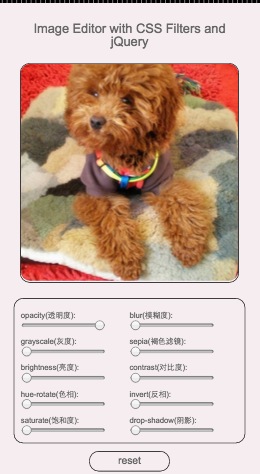 Image Editor with CSS Filters and
jQuery
opacity(透明度):
blur(模糊度):
grayscale(灰度):
sepia(褐色滤镜):
brightness(亮度):
contrast(对比度):
hue-rotate(色相):
invert(反相):
saturate(饱和度):
drop-shadow(阴影):
reset